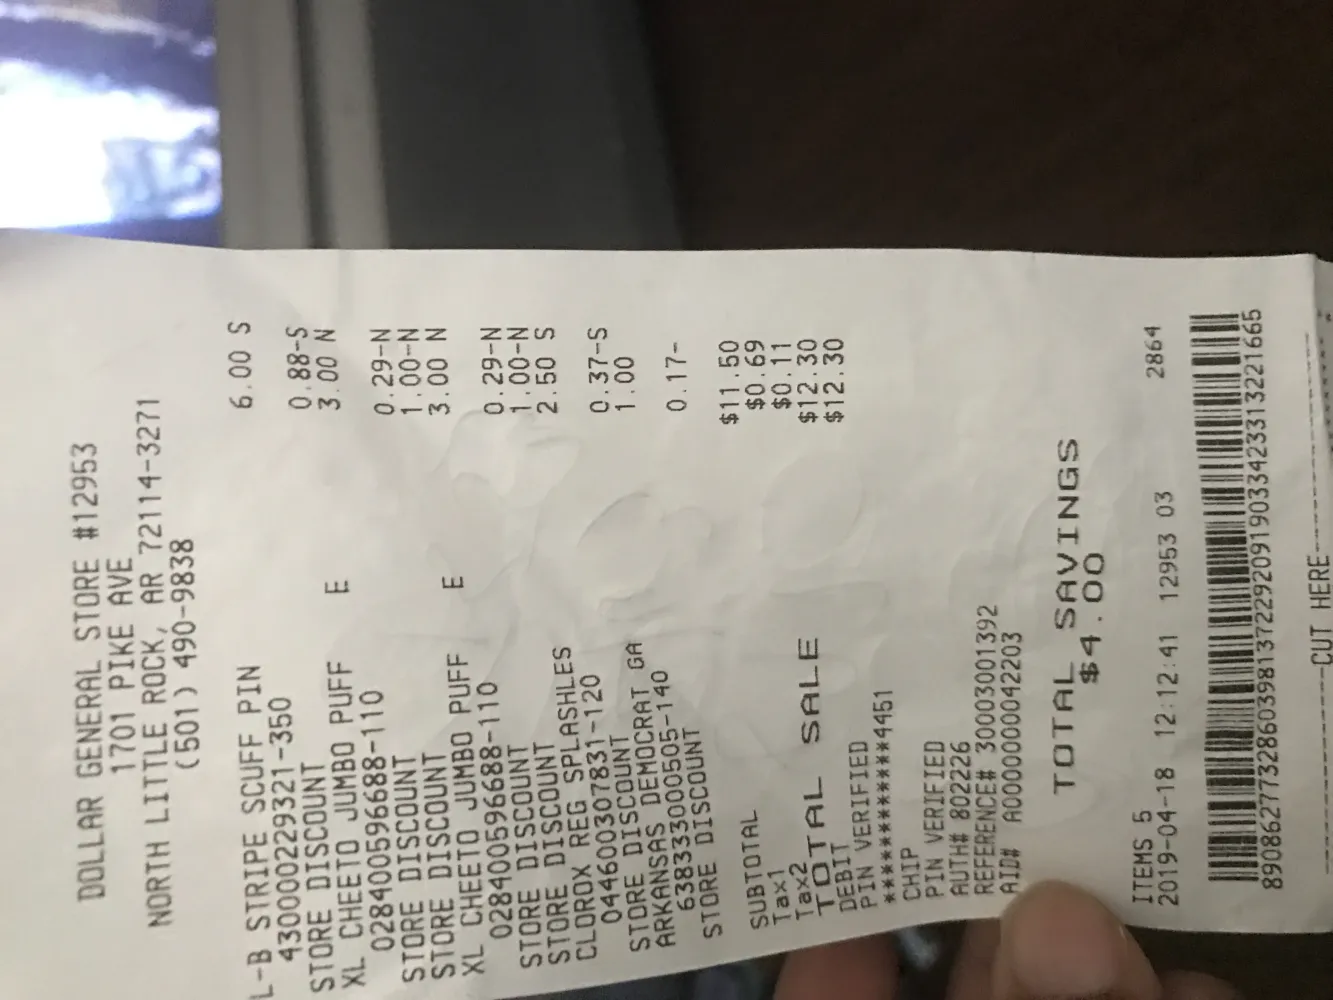 DOLLAR GENERAL STORE #12953
1701 PIKE AVE
NORTH LITTLE ROCK, AR 72114-3271
(501) 490-9838
L-B STRIPE SCUFF PIN 6.00 S
430000229321-350
STORE DISCOUNT 0.88-S
XL CHEETO JUMBO PUFF E 3.00 N
028400596688-110
STORE DISCOUNT 0.29-N
STORE DISCOUNT 1.00-N
XL CHEETO JUMBO PUFF E 3.00 N
028400596688-110
STORE DISCOUNT 0.29-N
STORE DISCOUNT 1.00-N
CLOROX REG SPLASHLES 2.50 S
044600307831-120
STORE DISCOUNT 0.37-S
ARKANSAS DEMOCRAT GA 1.00
638333000505-140
STORE DISCOUNT 0.17-
SUBTOTAL $11.50
Tax1 $0.69
Tax2 $0.11
TOTAL SALE $12.30
DEBIT $12.30
PIN VERIFIED
************4451
CHIP
PIN VERIFIED
AUTH# 802226
REFERENCE# 30003001392
AID# A0000000042203
TOTAL SAVINGS
$4.00
ITEMS 5
2019-04-18 12:12:41 12953 03 2864
8908627732860398137229209190334233132 21665
CUT HERE